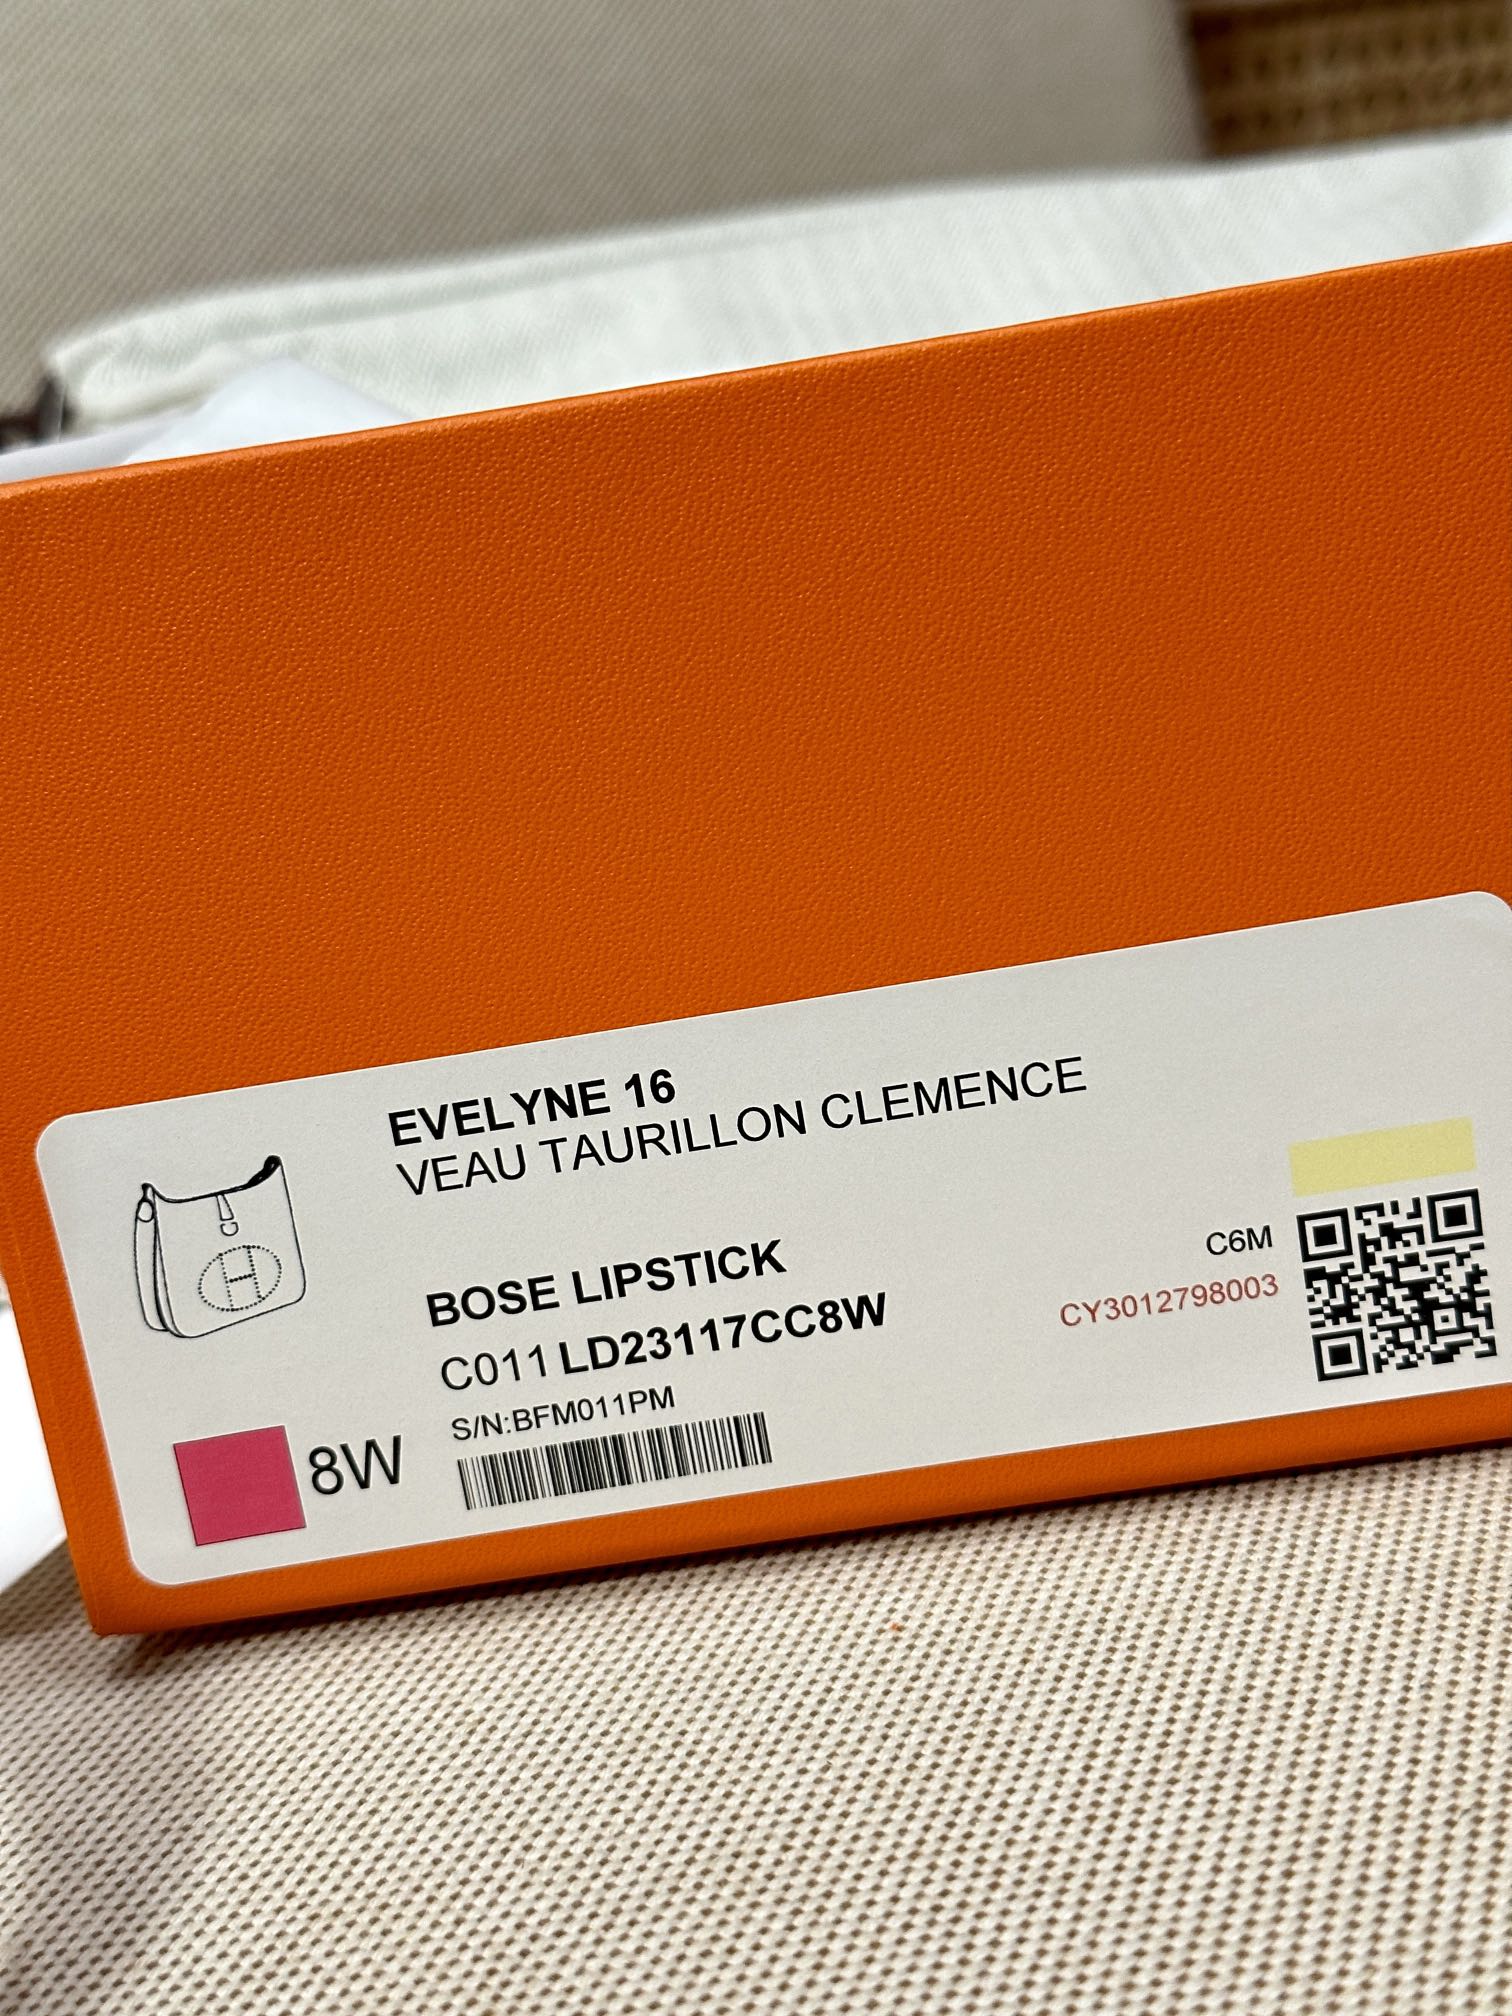 EVELYNE 16
VEAU TAURILLON CLEMENCE
BOSE LIPSTICK
C011 LD23117CC8W
S/N:BFM011PM
8W
C6M
CY3012798003
H